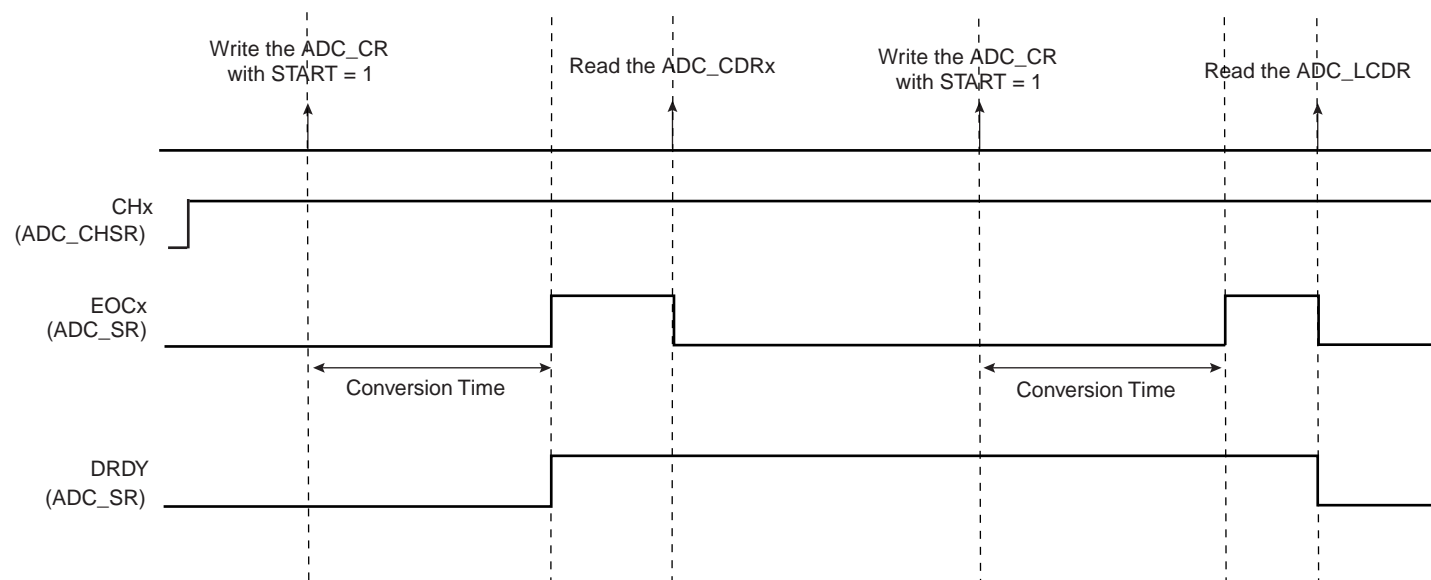 Write the ADC_CR
with START = 1
Read the ADC_CDRx
Write the ADC_CR
with START = 1
Read the ADC_LCDR
CHx
(ADC_CHSR)
EOCx
(ADC_SR)
Conversion Time
Conversion Time
DRDY
(ADC_SR)